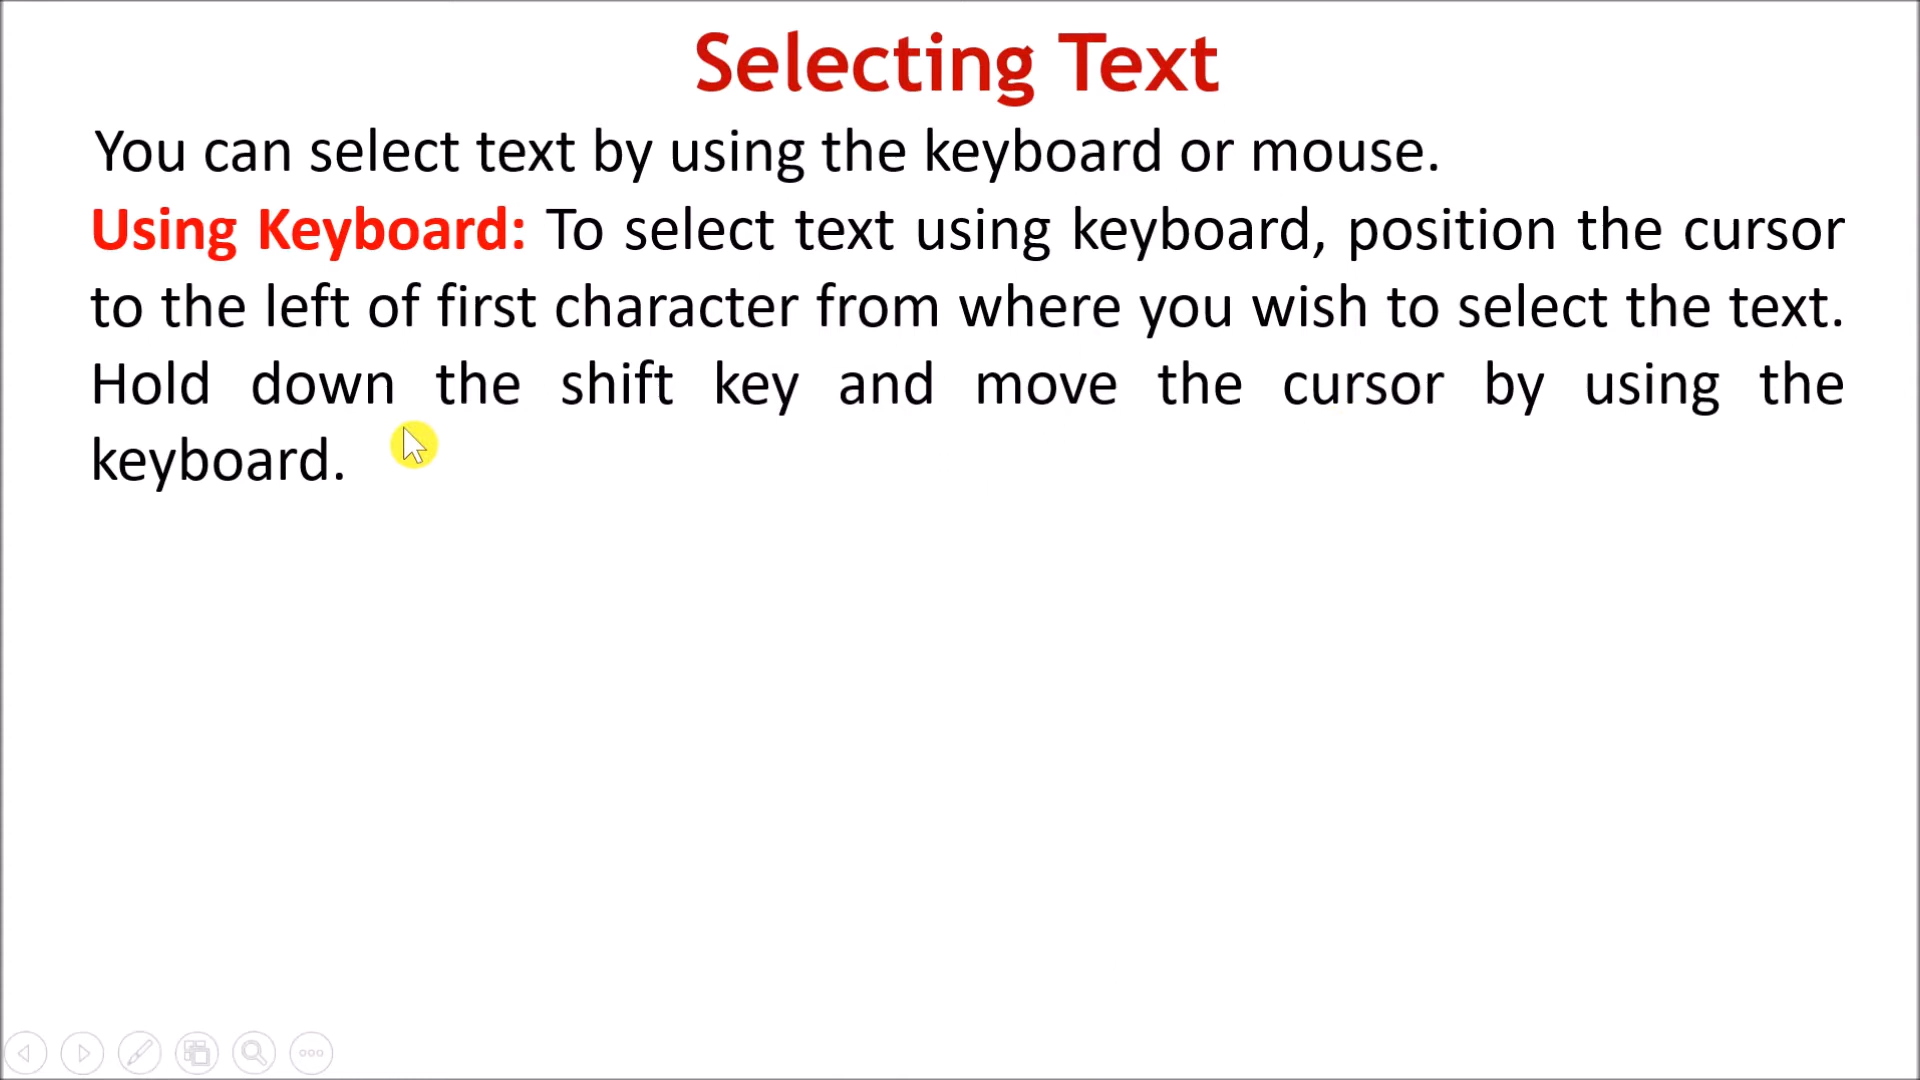 Selecting Text
You can select text by using the keyboard or mouse.
Using Keyboard: To select text using keyboard, position the cursor
to the left of first character from where you wish to select the text.
Hold down the shift key and move the cursor by using the
keyboard.